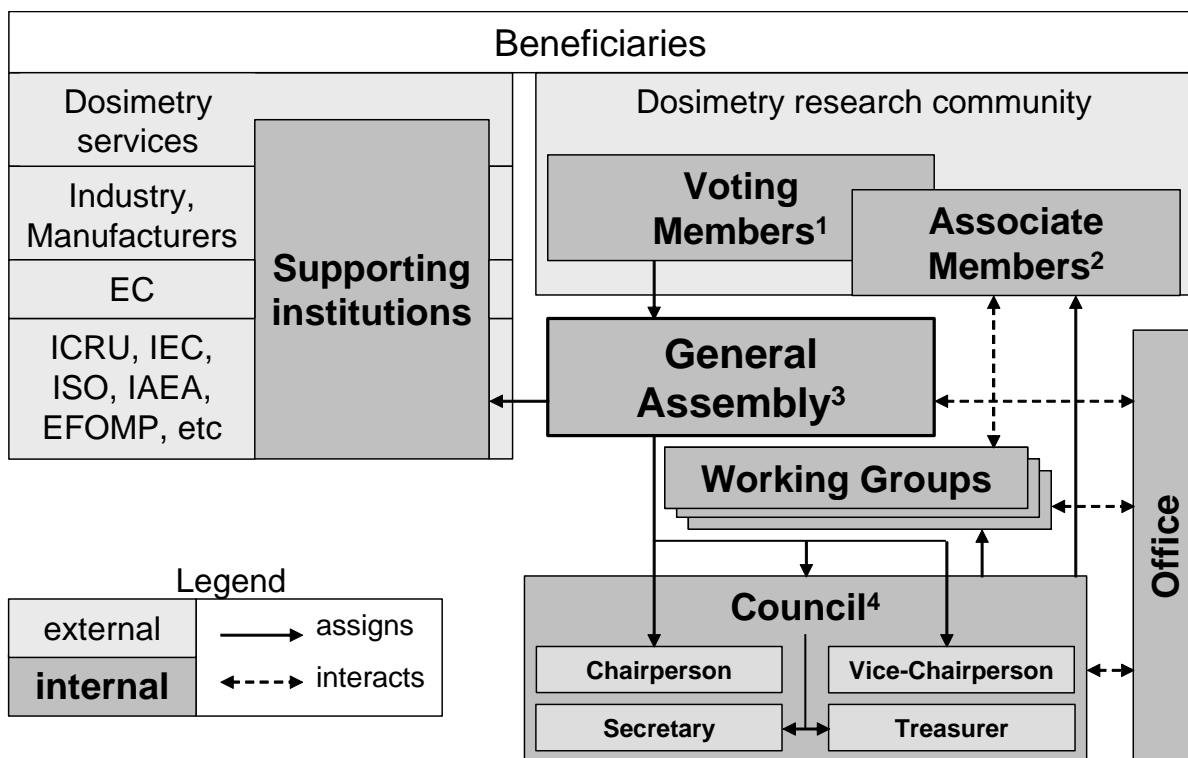 Beneficiaries
Dosimetry
services
Industry,
Manufacturers
EC
ICRU, IEC,
ISO, IAEA,
EFOMP, etc
Supporting
institutions
Dosimetry research community
Voting
Members¹
Associate
Members²
General
Assembly³
Working Groups
Office
Council⁴
Chairperson
Vice-Chairperson
Secretary
Treasurer
Legend
external
internal
assigns
interacts